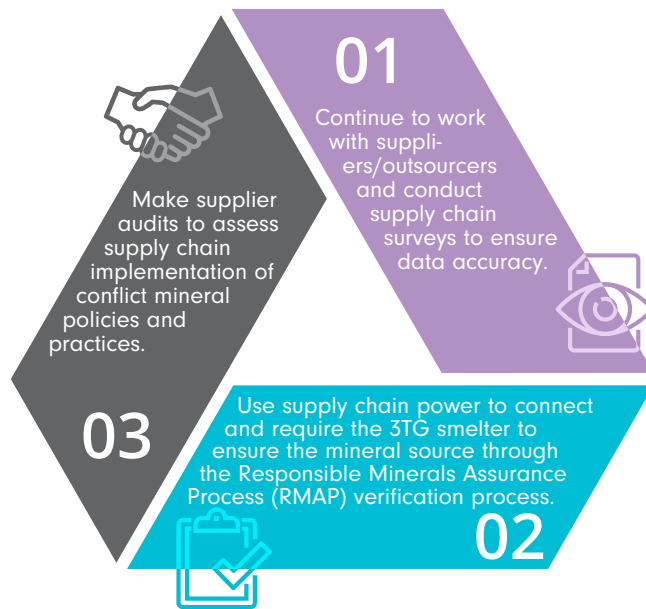 01
Continue to work
with suppli-
ers/outsourcers
and conduct
supply chain
surveys to ensure
data accuracy.
Use supply chain power to connect
and require the 3TG smelter to
ensure the mineral source through
the Responsible Minerals Assurance
Process (RMAP) verification process.
02
Make supplier
audits to assess
supply chain
implementation of
conflict mineral
policies and
practices.
03